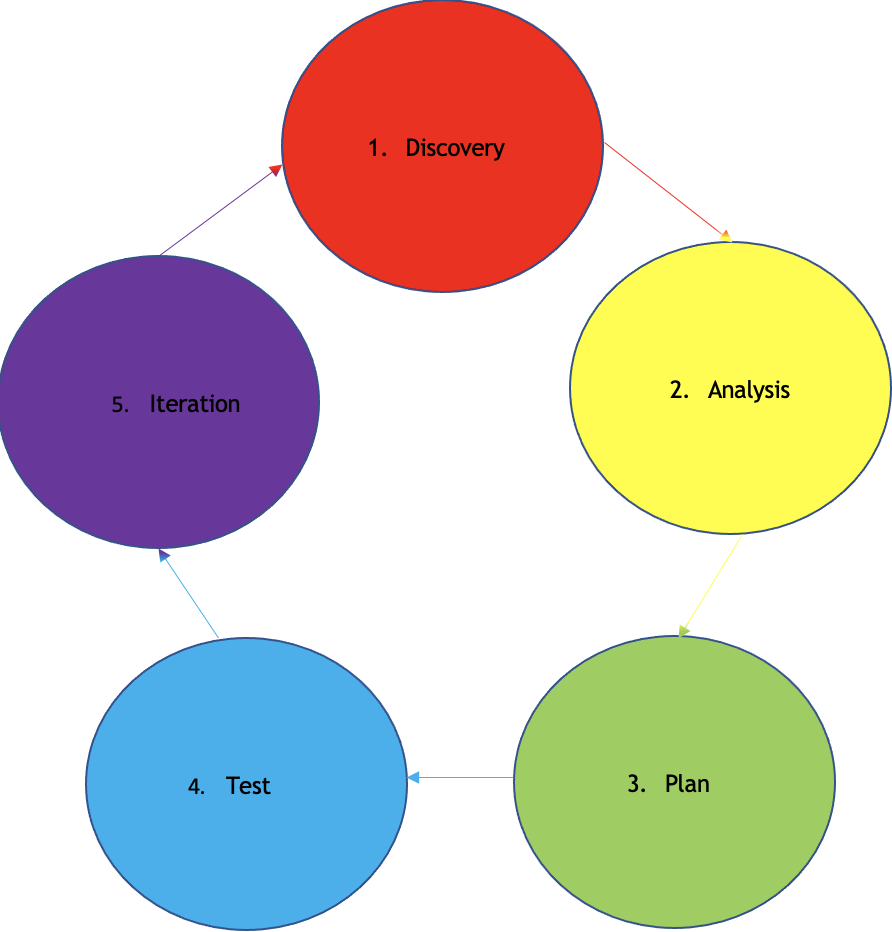 1. Discovery
2. Analysis
3. Plan
4. Test
5. Iteration